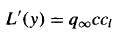 L′(y) = q∞cc_l